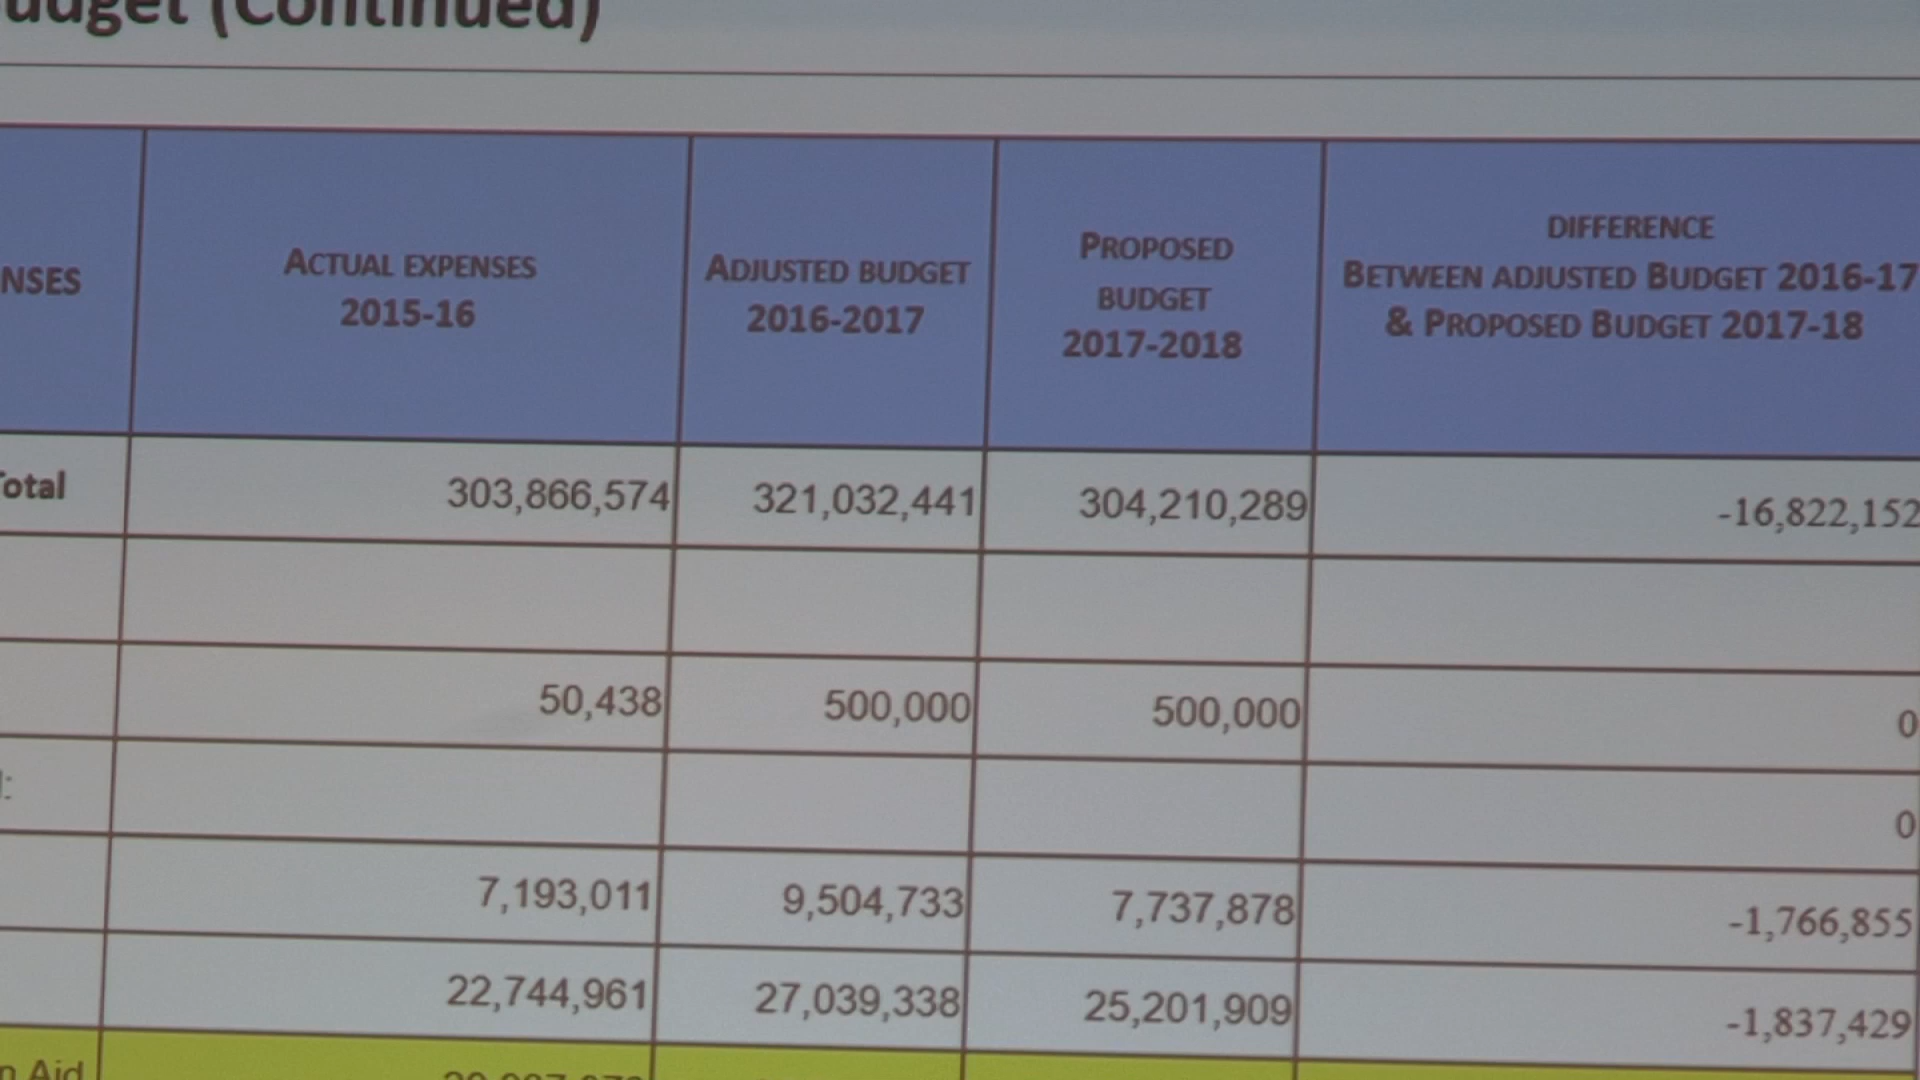 udget (Continued)
NSES
ACTUAL EXPENSES
2015-16
ADJUSTED BUDGET
2016-2017
PROPOSED
BUDGET
2017-2018
DIFFERENCE
BETWEEN ADJUSTED BUDGET 2016-17
& PROPOSED BUDGET 2017-18
Total 303,866,574 321,032,441 304,210,289 -16,822,152
50,438 500,000 500,000 0
: 0
7,193,011 9,504,733 7,737,878 -1,766,855
22,744,961 27,039,338 25,201,909 -1,837,429
n Aid